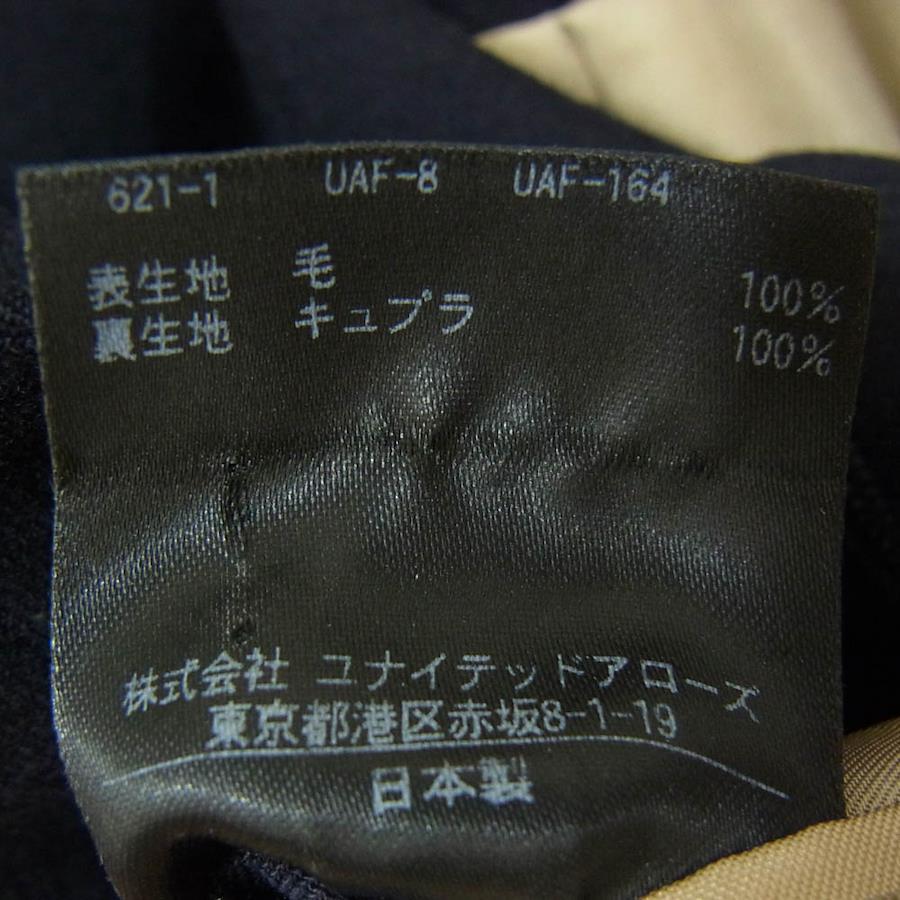 621-1 UAF-8 UAF-164
表生地 毛 100%
裏生地 キュプラ 100%
株式会社 ユナイテッドアローズ
東京都港区赤坂8-1-19
日本製